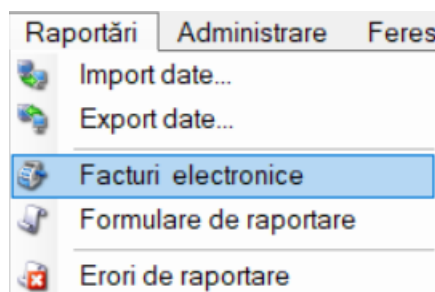 Raportări Administrare Feres
Import date...
Export date...
Facturi electronice
Formulare de raportare
Erori de raportare